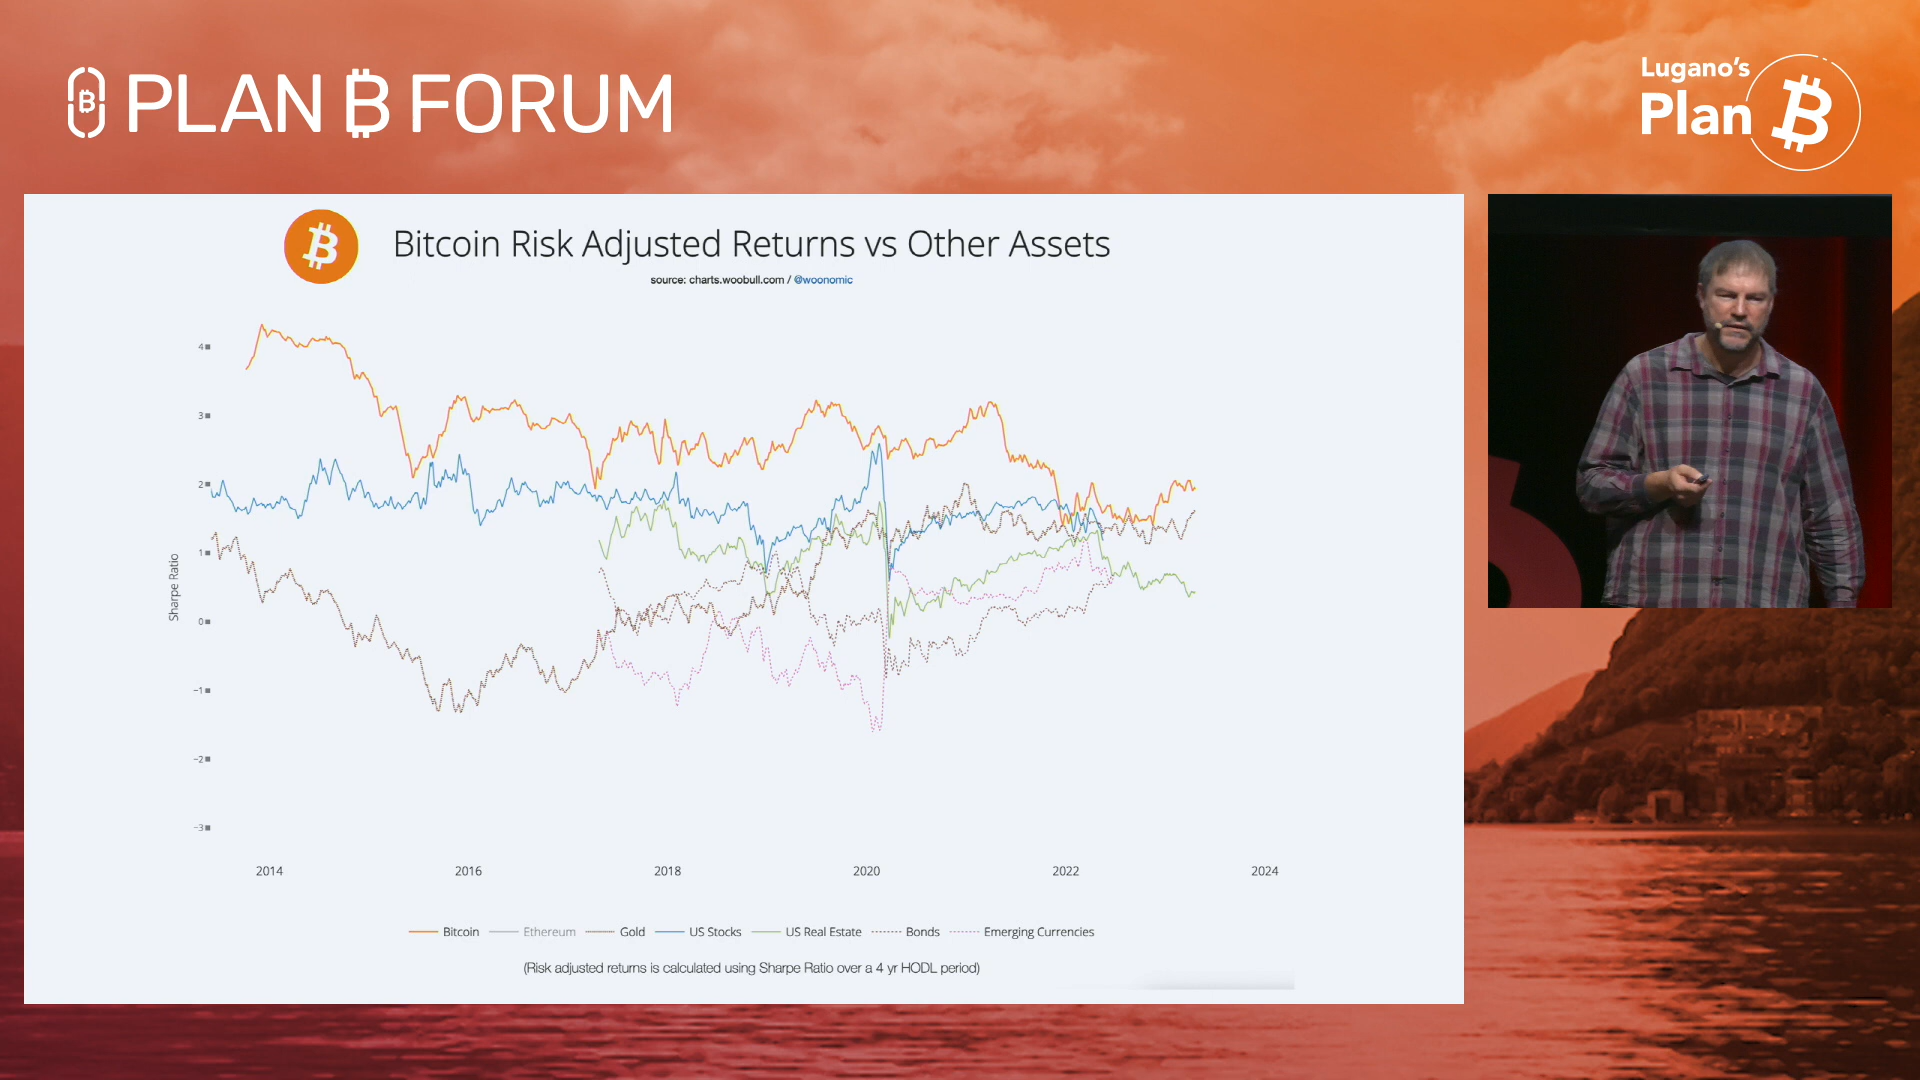 PLAN ₿ FORUM
Lugano's
Plan ₿
Bitcoin Risk Adjusted Returns vs Other Assets
source: charts.woobull.com / @woonomic
Sharpe Ratio
4
3
2
1
0
−1
−2
−3
2014
2016
2018
2020
2022
2024
Bitcoin
Ethereum
Gold
US Stocks
US Real Estate
Bonds
Emerging Currencies
(Risk adjusted returns is calculated using Sharpe Ratio over a 4 yr HODL period)